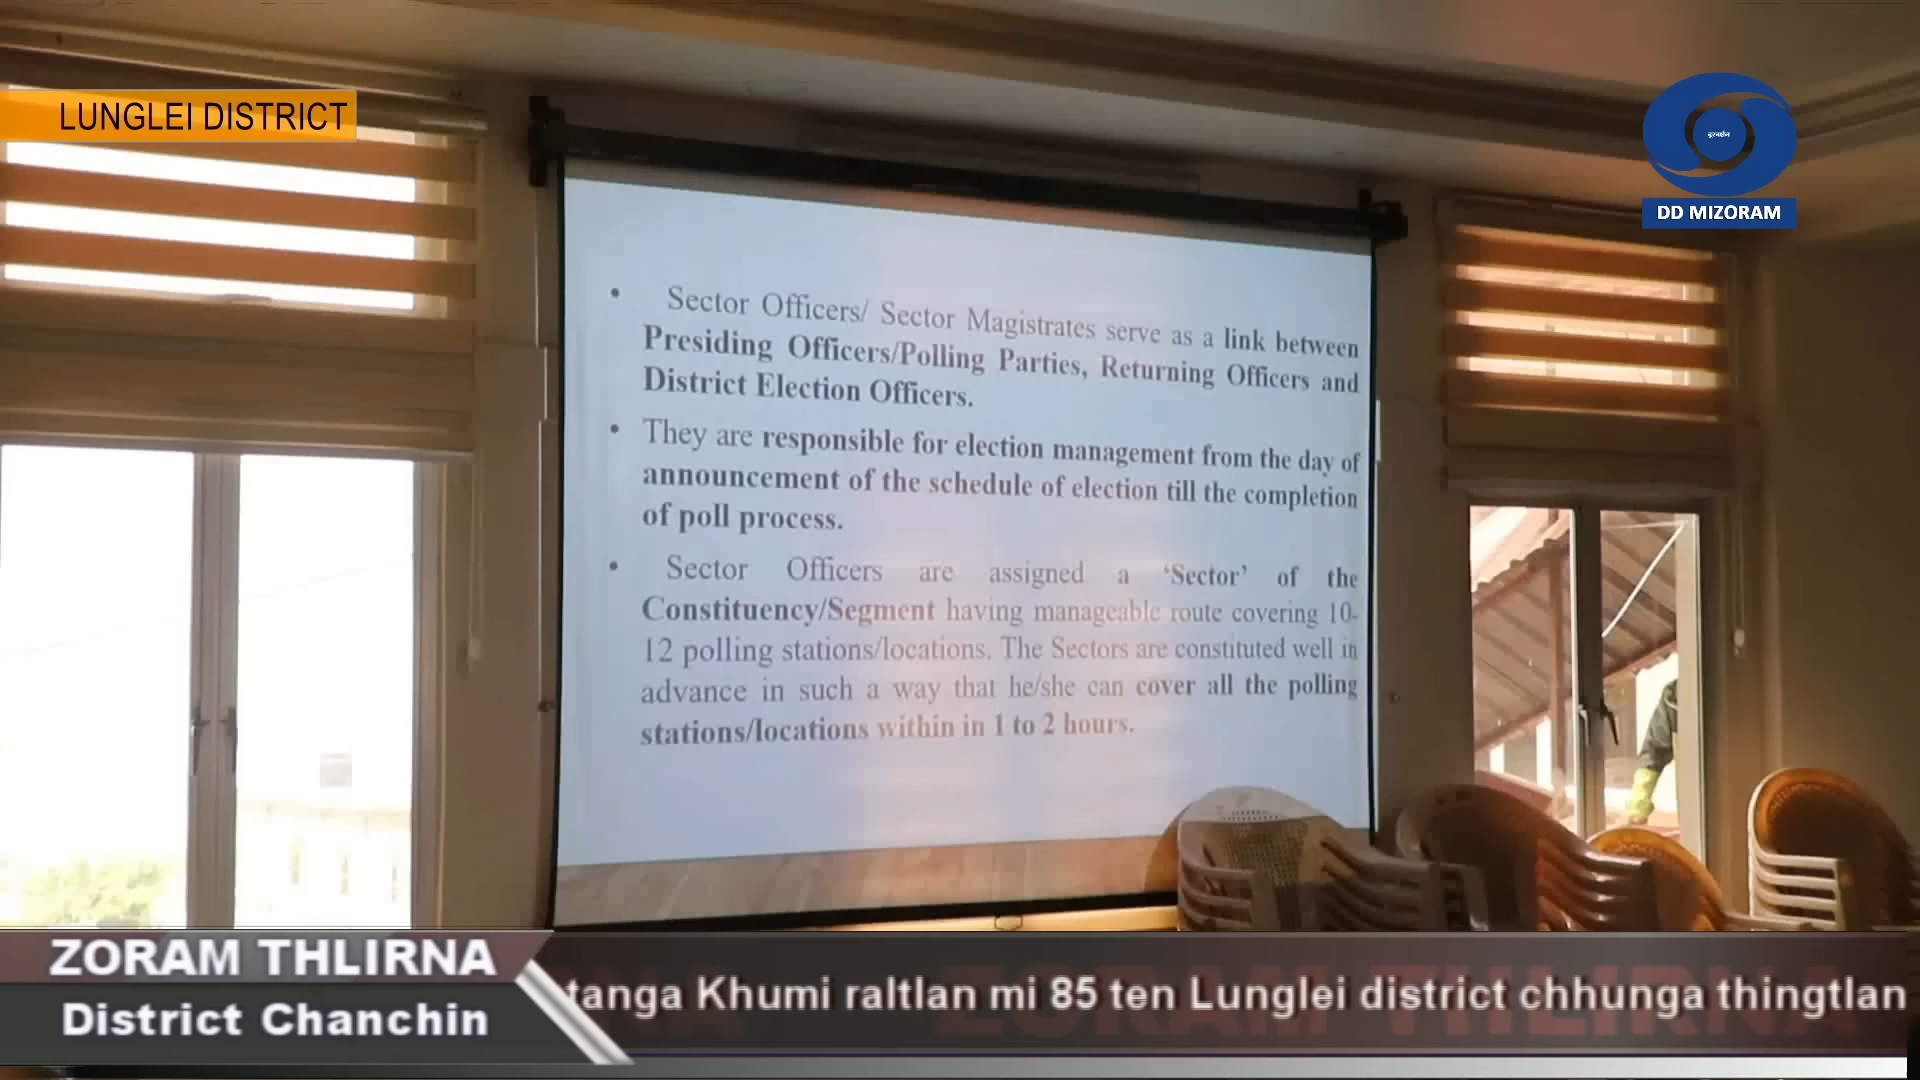 LUNGLEI DISTRICT
दूरदर्शन
DD MIZORAM
• Sector Officers/ Sector Magistrates serve as a link between
Presiding Officers/Polling Parties, Returning Officers and
District Election Officers.
• They are responsible for election management from the day of
announcement of the schedule of election till the completion
of poll process.
• Sector Officers are assigned a ‘Sector’ of the
Constituency/Segment having manageable route covering 10-
12 polling stations/locations. The Sectors are constituted well in
advance in such a way that he/she can cover all the polling
stations/locations within in 1 to 2 hours.
ZORAM THLIRNA
District Chanchin
tanga Khumi raltlan mi 85 ten Lunglei district chhunga thingtlan